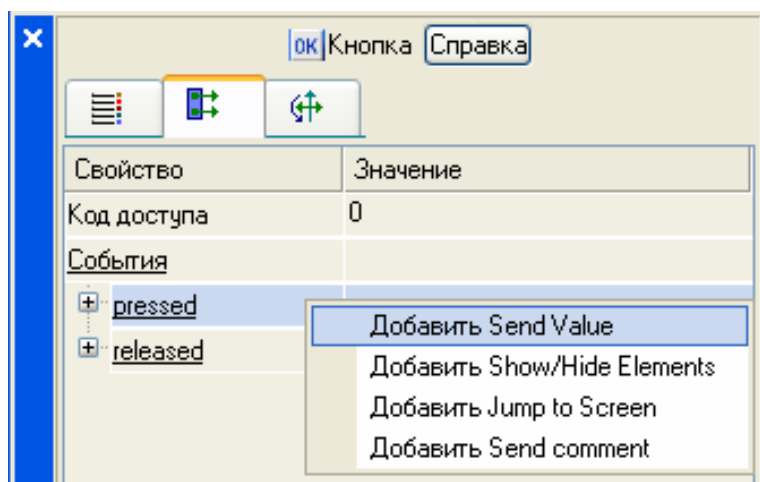 ок Кнопка Справка
Свойство Значение
Код доступа 0
События
pressed
Добавить Send Value
released
Добавить Show/Hide Elements
Добавить Jump to Screen
Добавить Send comment